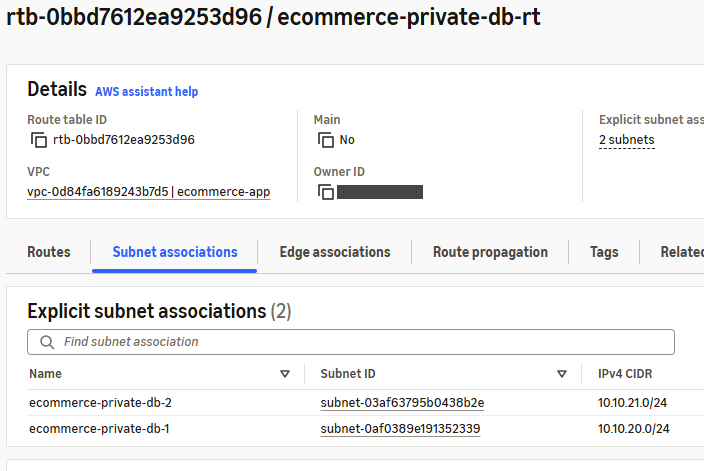 rtb-0bbd7612ea9253d96 / ecommerce-private-db-rt
Details AWS assistant help
Route table ID
rtb-0bbd7612ea9253d96
Main
No
Explicit subnet ass
2 subnets
VPC
vpc-0d84fa6189243b7d5 | ecommerce-app
Owner ID
Routes Subnet associations Edge associations Route propagation Tags Related
Explicit subnet associations (2)
Find subnet association
Name Subnet ID IPv4 CIDR
ecommerce-private-db-2 subnet-03af63795b0438b2e 10.10.21.0/24
ecommerce-private-db-1 subnet-0af0389e191352339 10.10.20.0/24